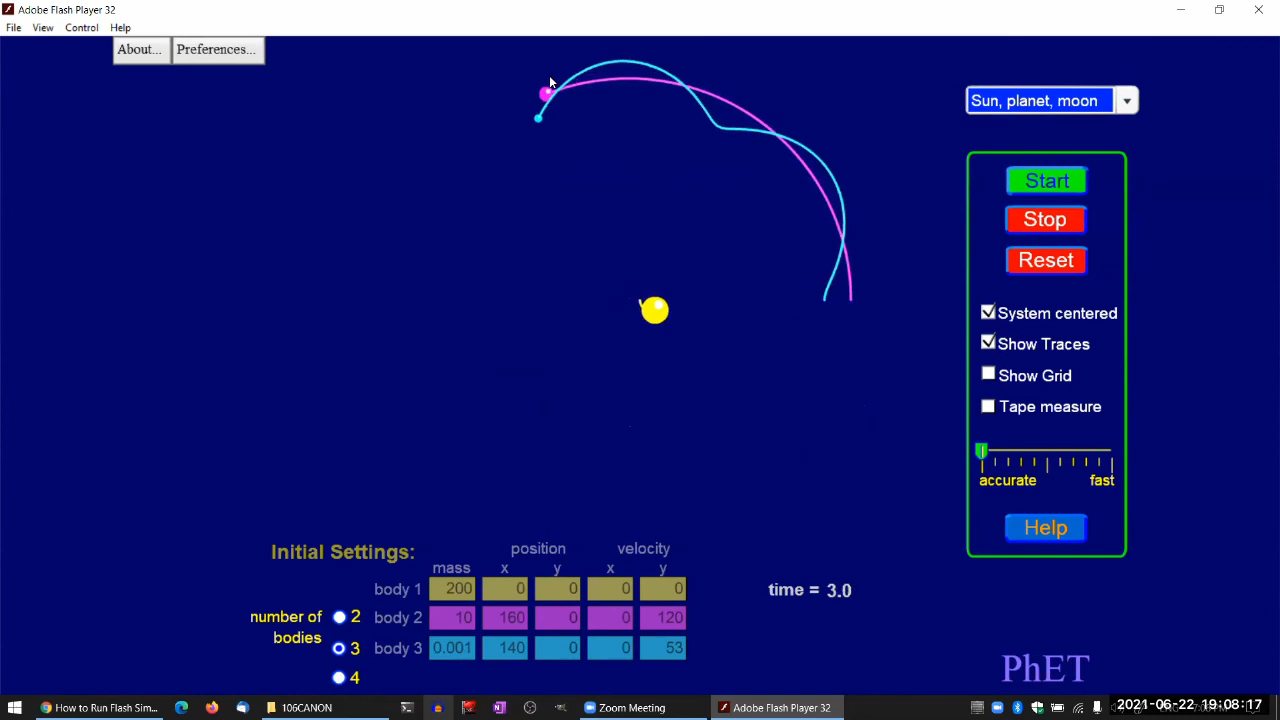 Adobe Flash Player 32
File View Control Help
About... Preferences...
Sun, planet, moon
Start
Stop
Reset
System centered
Show Traces
Show Grid
Tape measure
accurate fast
Help
Initial Settings:
position velocity
mass x y x y
body 1 200 0 0 0 0
number of bodies
2 body 2 10 160 0 0 120
3 body 3 0.001 140 0 0 53
4
time = 3.0
PhET
How to Run Flash Sim... 106CANON Zoom Meeting Adobe Flash Player 32
2021-06-22 19:08:17